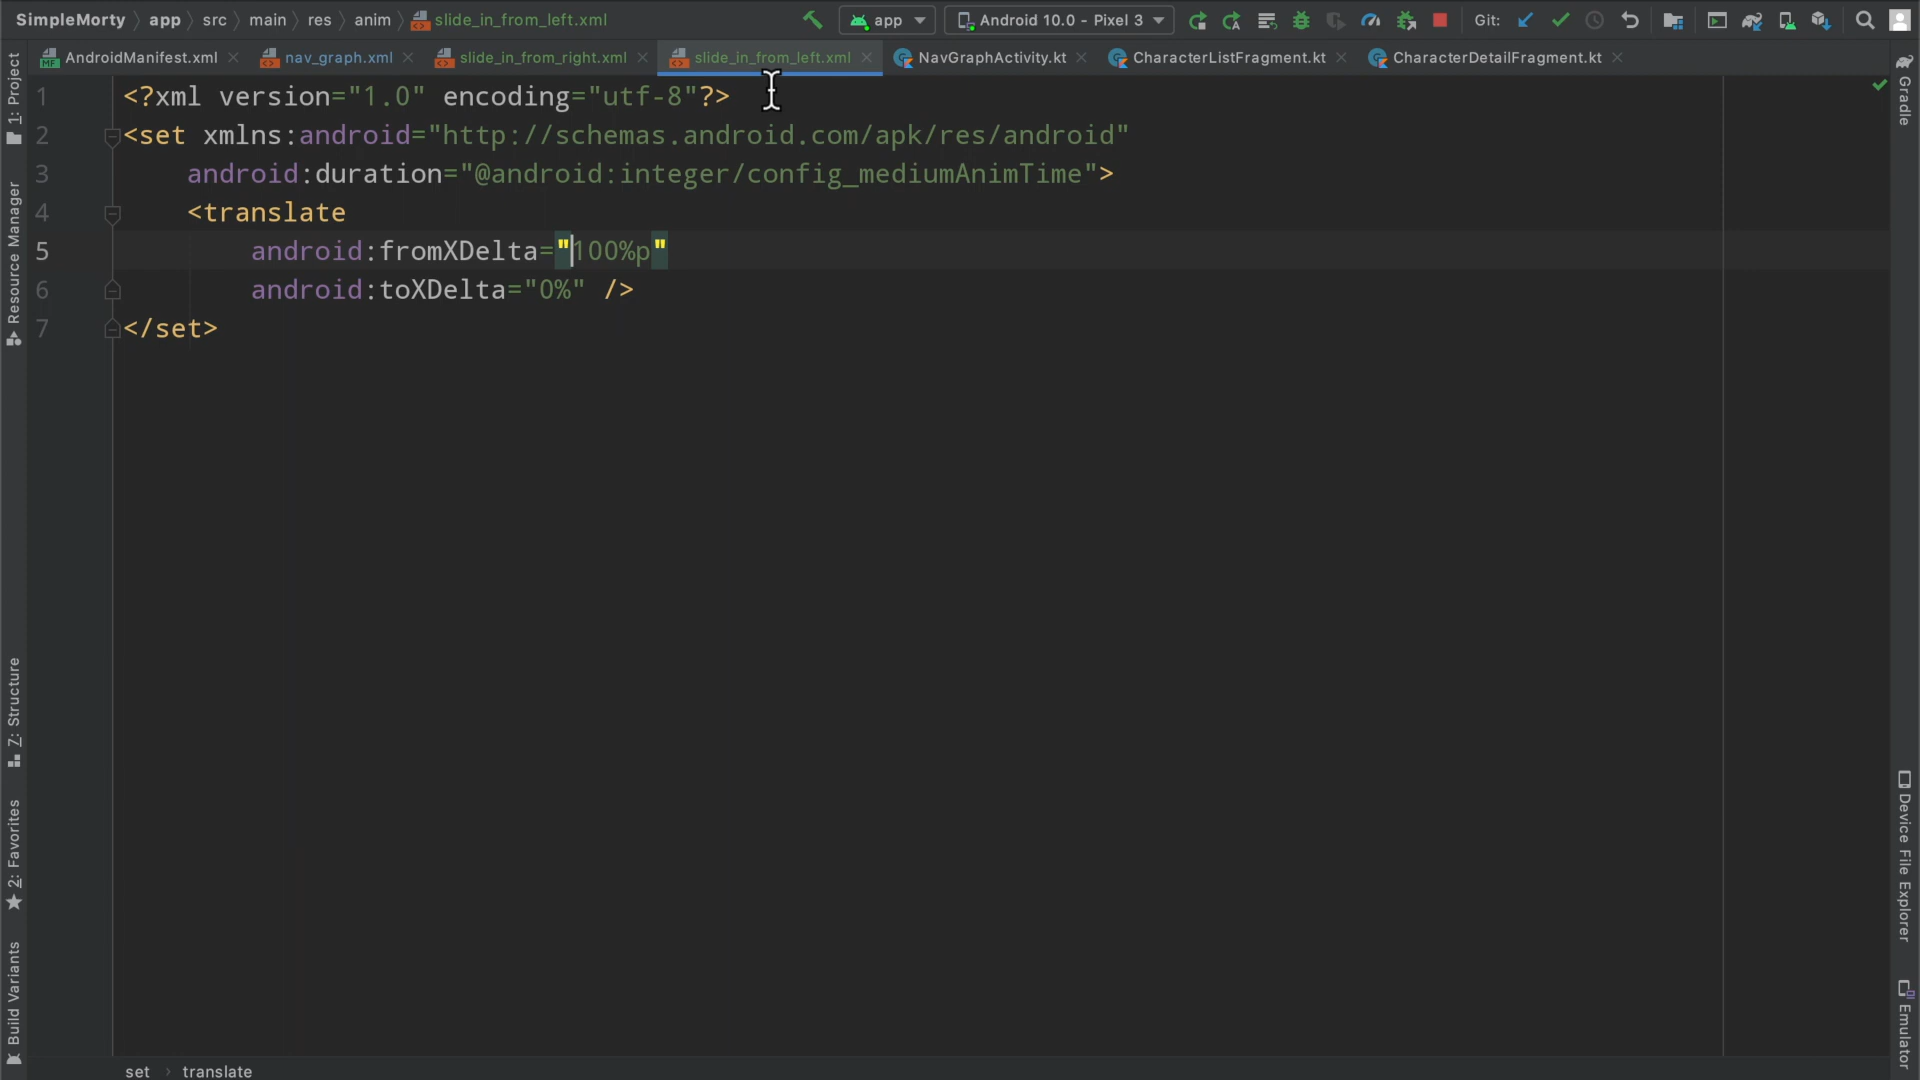 SimpleMorty app src main res anim slide_in_from_left.xml app Android 10.0 - Pixel 3 Git:
AndroidManifest.xml nav_graph.xml slide_in_from_right.xml slide_in_from_left.xml NavGraphActivity.kt CharacterListFragment.kt CharacterDetailFragment.kt
1 <?xml version="1.0" encoding="utf-8"?>
2 <set xmlns:android="http://schemas.android.com/apk/res/android"
3 android:duration="@android:integer/config_mediumAnimTime">
4 <translate
5 android:fromXDelta="100%p"
6 android:toXDelta="0%" />
7 </set>
1: Project
Resource Manager
Z: Structure
2: Favorites
Build Variants
Gradle
Device File Explorer
Emulator
set translate